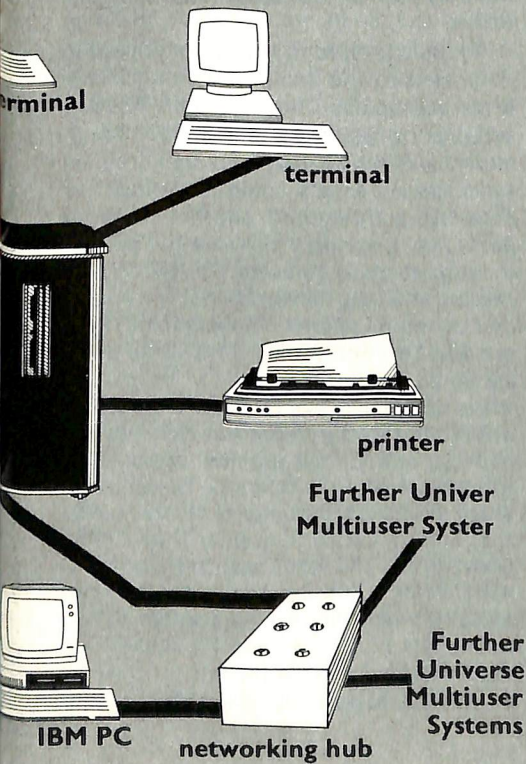 erminal
terminal
printer
Further Univer
Multiuser Syster
Further
Universe
Multiuser
Systems
IBM PC
networking hub